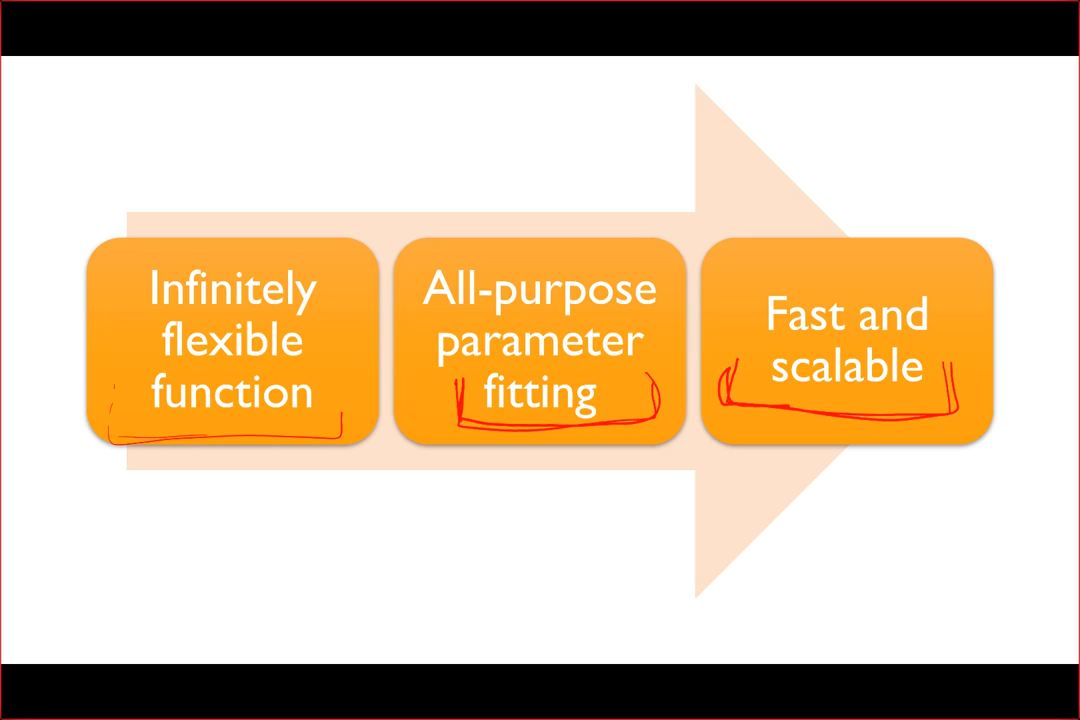 Infinitely
flexible
function
All-purpose
parameter
fitting
Fast and
scalable